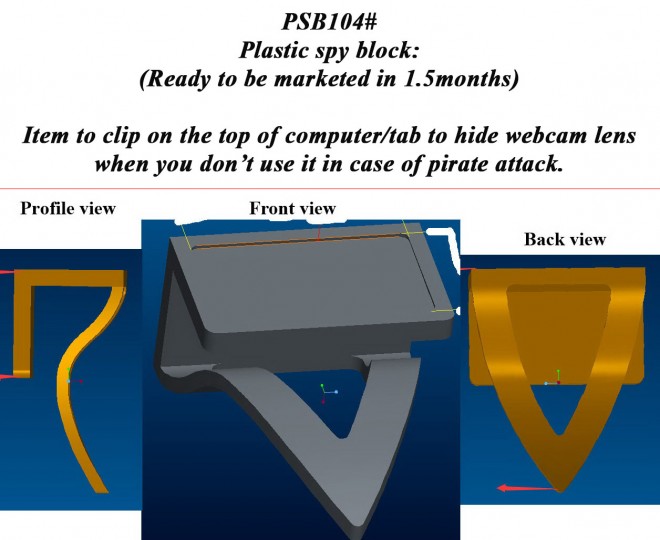 PSB104#
Plastic spy block:
(Ready to be marketed in 1.5months)
Item to clip on the top of computer/tab to hide webcam lens
when you don’t use it in case of pirate attack.
Profile view
Front view
Back view